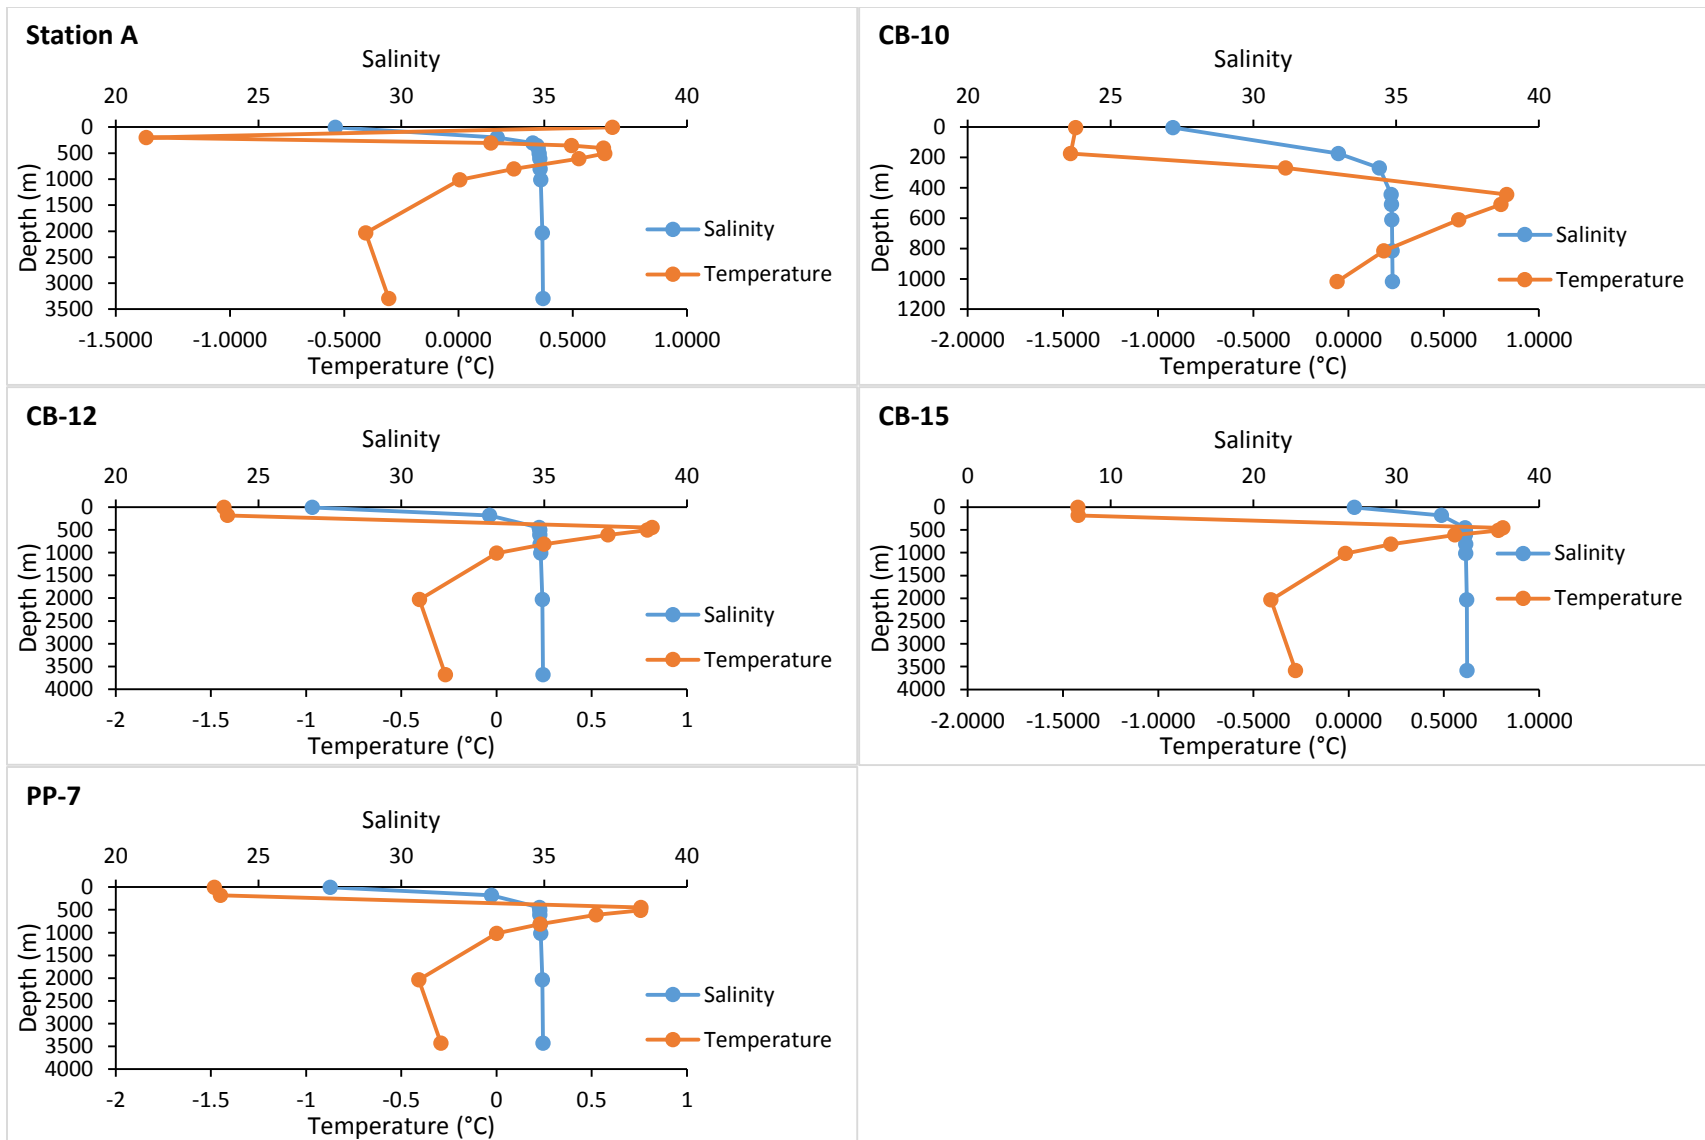 Station A
Salinity
20 25 30 35 40
0
500
1000
1500
2000
2500
3000
3500
Depth (m)
Salinity
Temperature
-1.5000 -1.0000 -0.5000 0.0000 0.5000 1.0000
Temperature (°C)
CB-10
Salinity
20 25 30 35 40
0
200
400
600
800
1000
1200
Depth (m)
Salinity
Temperature
-2.0000 -1.5000 -1.0000 -0.5000 0.0000 0.5000 1.0000
Temperature (°C)
CB-12
Salinity
20 25 30 35 40
0
500
1000
1500
2000
2500
3000
3500
4000
Depth (m)
Salinity
Temperature
-2 -1.5 -1 -0.5 0 0.5 1
Temperature (°C)
CB-15
Salinity
0 10 20 30 40
0
500
1000
1500
2000
2500
3000
3500
4000
Depth (m)
Salinity
Temperature
-2.0000 -1.5000 -1.0000 -0.5000 0.0000 0.5000 1.0000
Temperature (°C)
PP-7
Salinity
20 25 30 35 40
0
500
1000
1500
2000
2500
3000
3500
4000
Depth (m)
Salinity
Temperature
-2 -1.5 -1 -0.5 0 0.5 1
Temperature (°C)